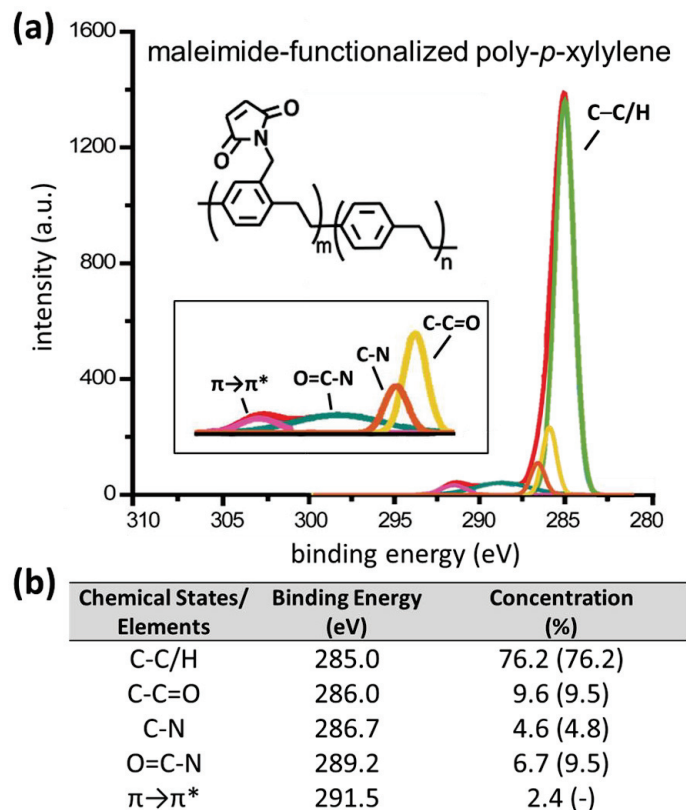 (a)
1600
maleimide-functionalized poly-p-xylylene
C–C/H
1200
O
N
O
m
n
800
intensity (a.u.)
C-C=O
C-N
O=C-N
π→π*
400
0
310 305 300 295 290 285 280
binding energy (eV)
(b)
Chemical States/ Elements Binding Energy (eV) Concentration (%)
C-C/H 285.0 76.2 (76.2)
C-C=O 286.0 9.6 (9.5)
C-N 286.7 4.6 (4.8)
O=C-N 289.2 6.7 (9.5)
π→π* 291.5 2.4 (-)